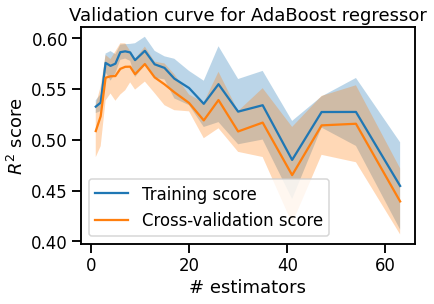 Validation curve for AdaBoost regressor
0.60
0.55
0.50
0.45
0.40
R² score
Training score
Cross-validation score
0
20
40
60
# estimators